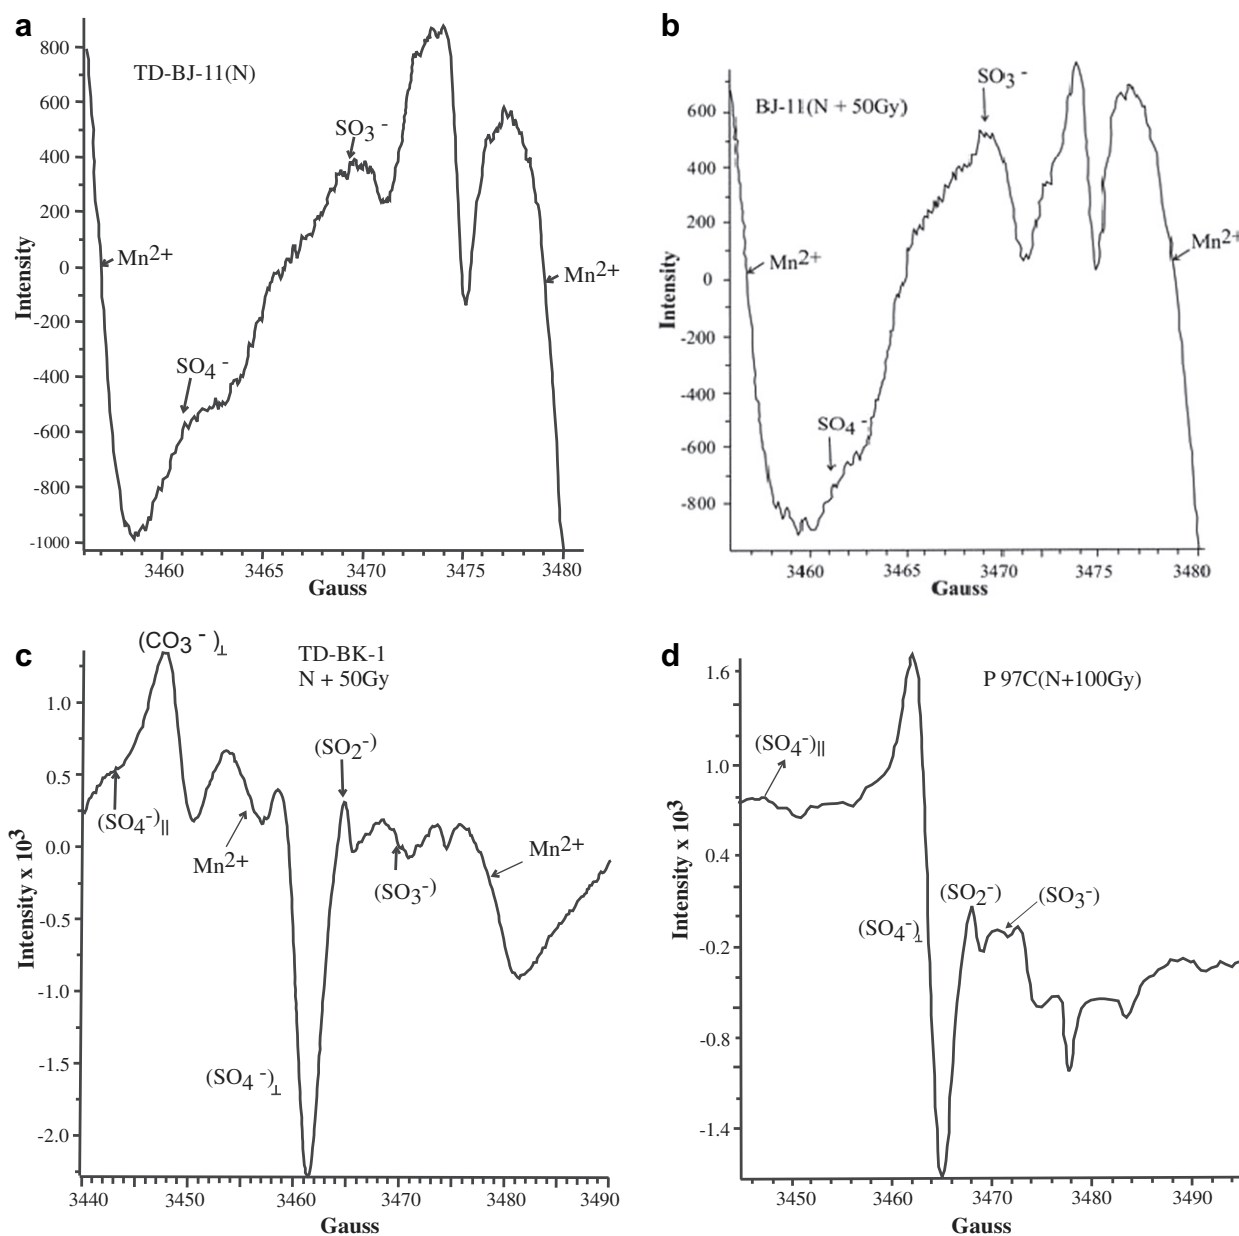 a
TD-BJ-11(N)
800
600
400
200
0
-200
-400
-600
-800
-1000
Intensity
SO3 -
Mn2+
Mn2+
SO4 -
3460
3465
3470
3475
3480
Gauss
b
BJ-11(N + 50Gy)
600
400
200
0
-200
-400
-600
-800
Intensity
SO3 -
Mn2+
Mn2+
SO4 -
3460
3465
3470
3475
3480
Gauss
c
(CO3 - )⊥
TD-BK-1
N + 50Gy
1.0
0.5
0.0
-0.5
-1.0
-1.5
-2.0
Intensity x 10³
(SO2-)
(SO4-)||
Mn2+
Mn2+
(SO3-)
(SO4 -)⊥
3440
3450
3460
3470
3480
3490
Gauss
d
P 97C(N+100Gy)
1.6
1.0
0.4
-0.2
-0.8
-1.4
Intensity x 10³
(SO4-)||
(SO2-)
(SO3-)
(SO4-)⊥
3450
3460
3470
3480
3490
Gauss